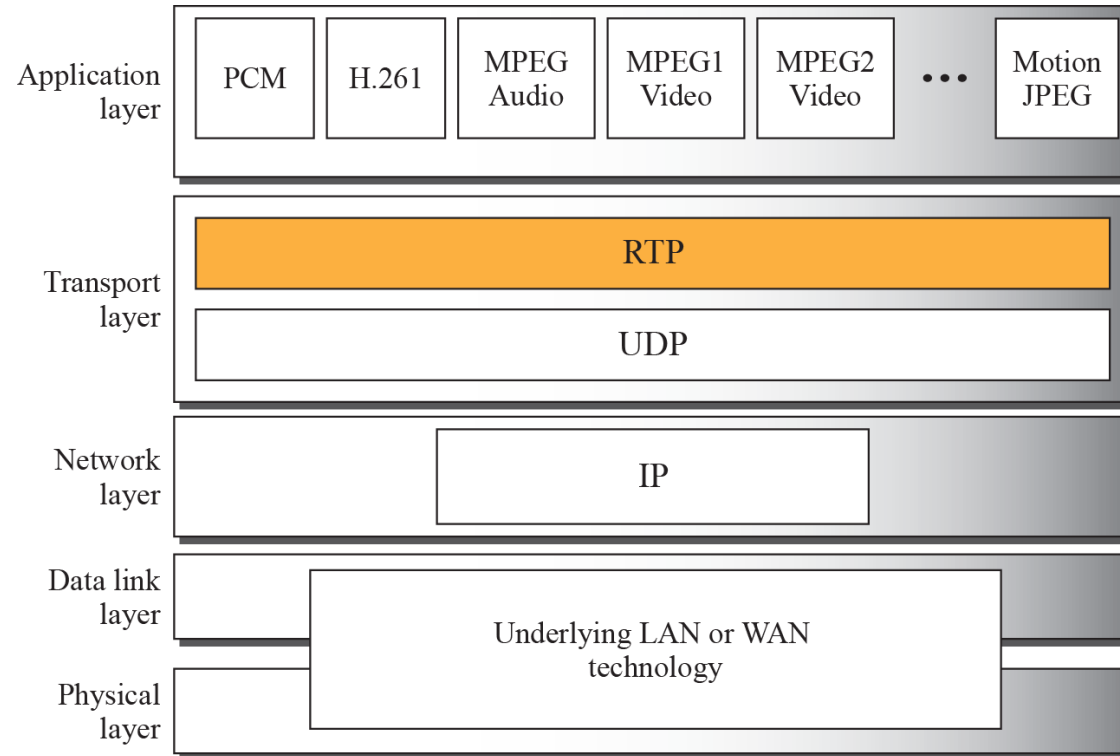 Application
layer
PCM
H.261
MPEG
Audio
MPEG1
Video
MPEG2
Video
...
Motion
JPEG
Transport
layer
RTP
UDP
Network
layer
IP
Data link
layer
Underlying LAN or WAN
technology
Physical
layer